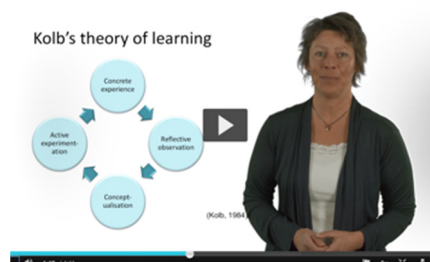 Kolb's theory of learning
Concrete
experience
Reflective
observation
Concept-
ualisation
Active
experiment-
ation
(Kolb, 1984